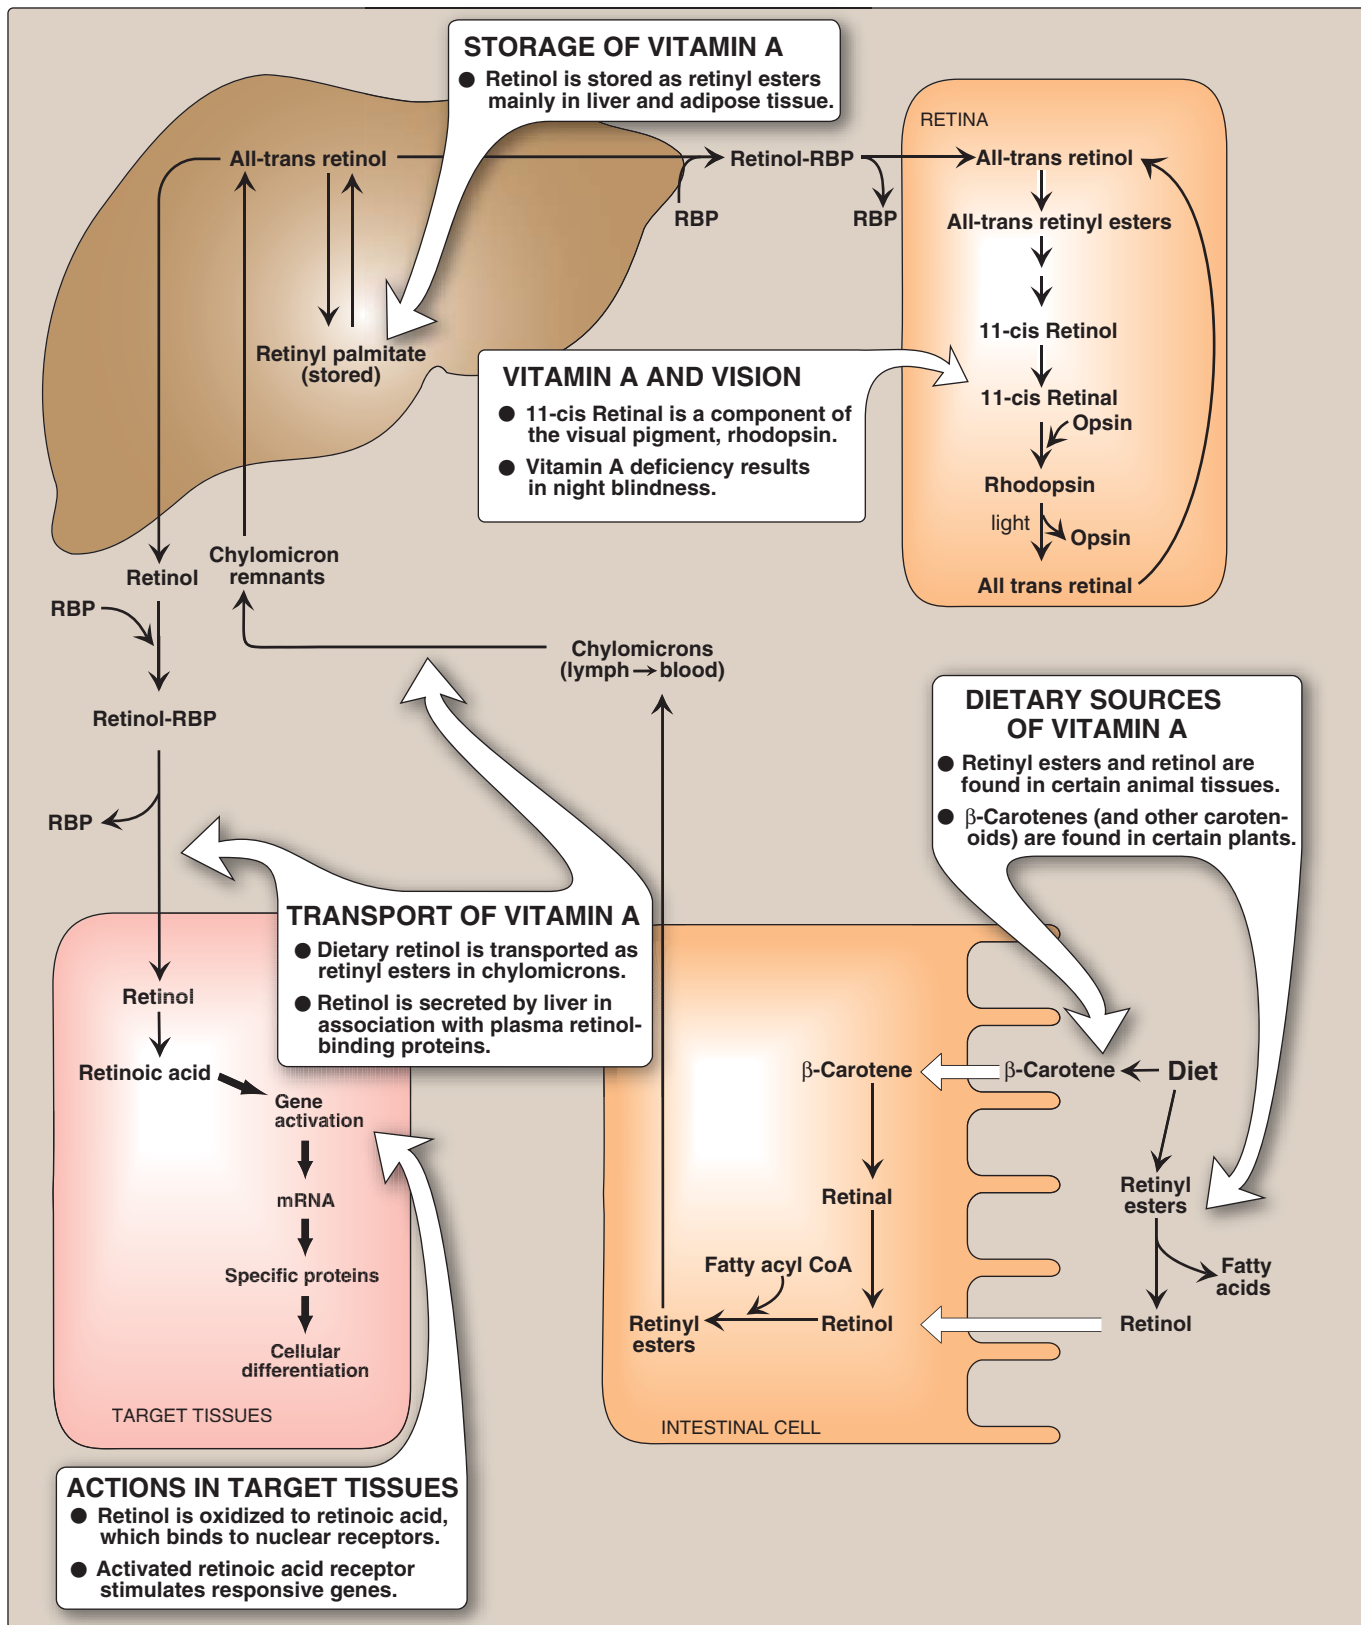 STORAGE OF VITAMIN A
● Retinol is stored as retinyl esters
mainly in liver and adipose tissue.
RETINA
All-trans retinol
Retinol-RBP
All-trans retinol
RBP
RBP
All-trans retinyl esters
11-cis Retinol
Retinyl palmitate
(stored)
VITAMIN A AND VISION
● 11-cis Retinal is a component of
the visual pigment, rhodopsin.
● Vitamin A deficiency results
in night blindness.
11-cis Retinal
Opsin
Rhodopsin
light
Opsin
All trans retinal
Chylomicron
remnants
Retinol
RBP
Chylomicrons
(lymph → blood)
Retinol-RBP
RBP
DIETARY SOURCES
OF VITAMIN A
● Retinyl esters and retinol are
found in certain animal tissues.
● β-Carotenes (and other caroten-
oids) are found in certain plants.
TRANSPORT OF VITAMIN A
● Dietary retinol is transported as
retinyl esters in chylomicrons.
● Retinol is secreted by liver in
association with plasma retinol-
binding proteins.
Retinol
Retinoic acid
Gene
activation
mRNA
Specific proteins
Cellular
differentiation
TARGET TISSUES
β-Carotene
β-Carotene
Diet
Retinal
Retinyl
esters
Fatty acyl CoA
Fatty
acids
Retinyl
esters
Retinol
Retinol
INTESTINAL CELL
ACTIONS IN TARGET TISSUES
● Retinol is oxidized to retinoic acid,
which binds to nuclear receptors.
● Activated retinoic acid receptor
stimulates responsive genes.